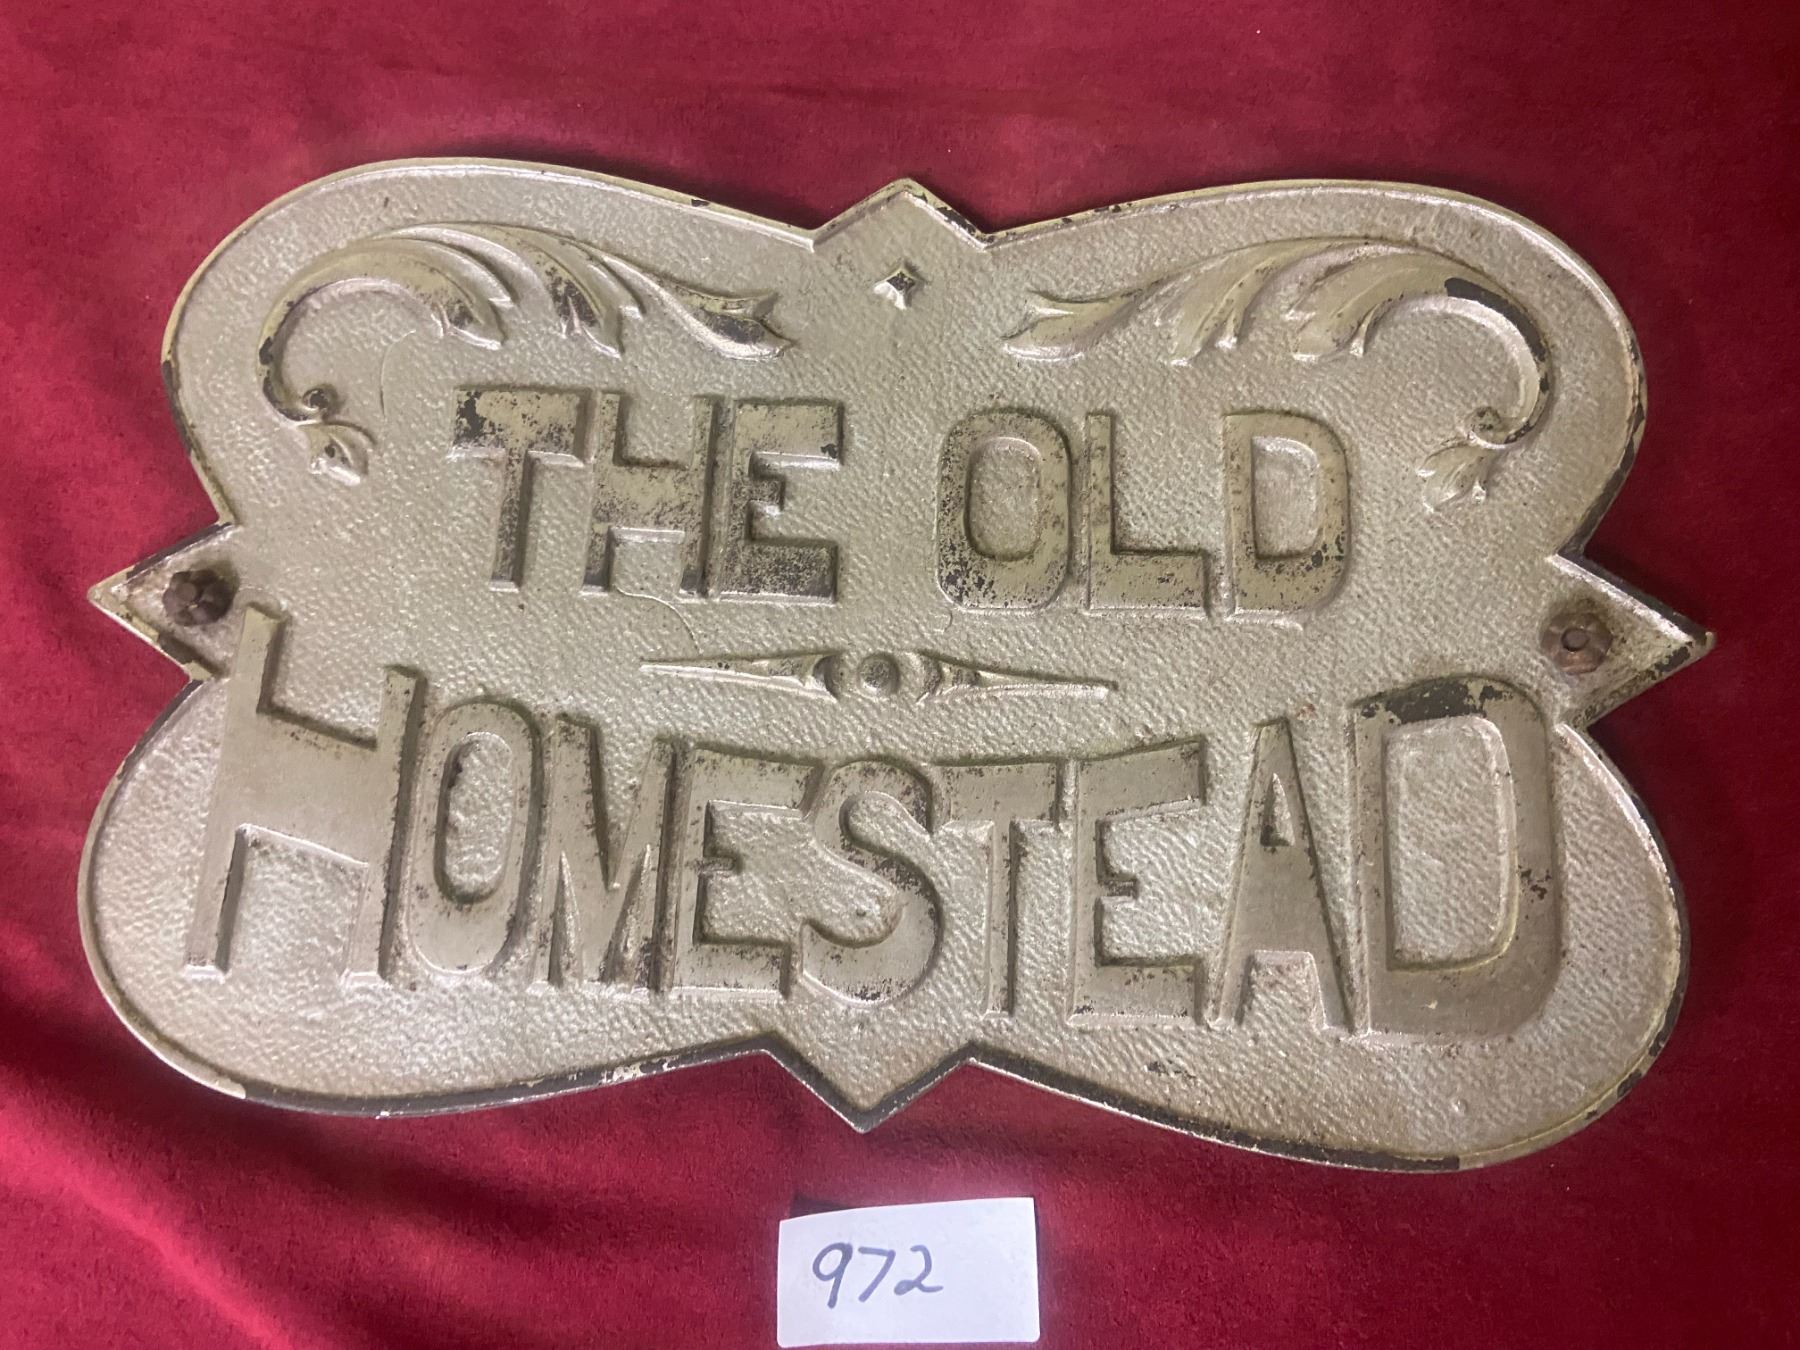 THE OLD
HOMESTEAD
972